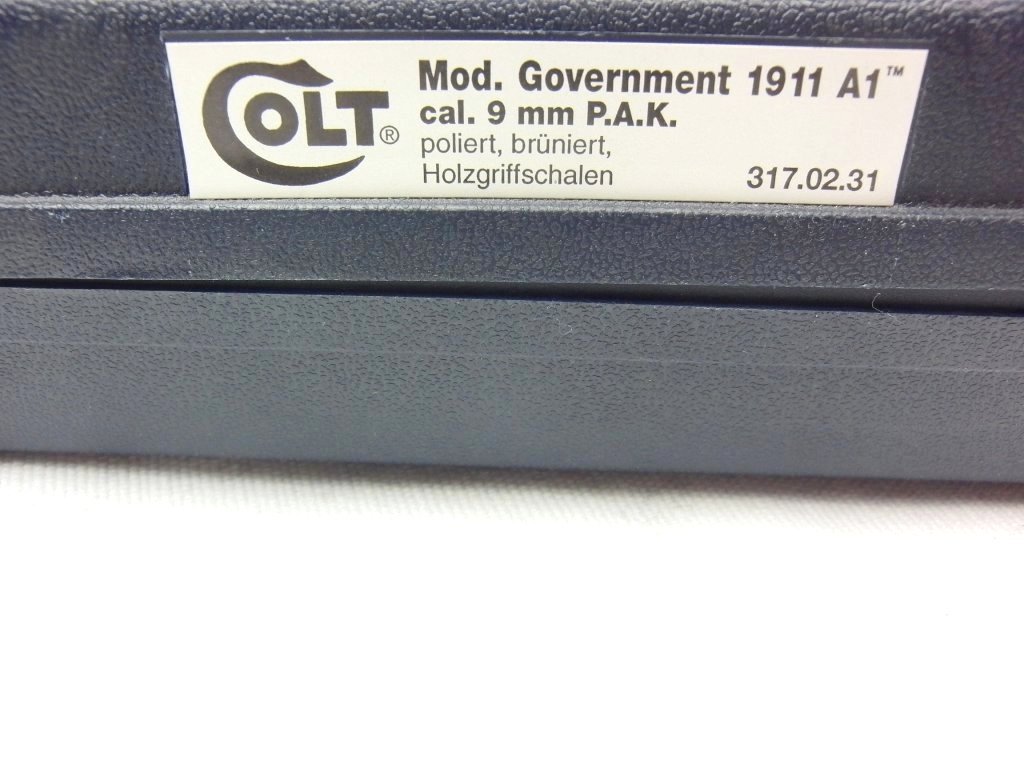 COLT®
Mod. Government 1911 A1™
cal. 9 mm P.A.K.
poliert, brüniert,
Holzgriffschalen 317.02.31